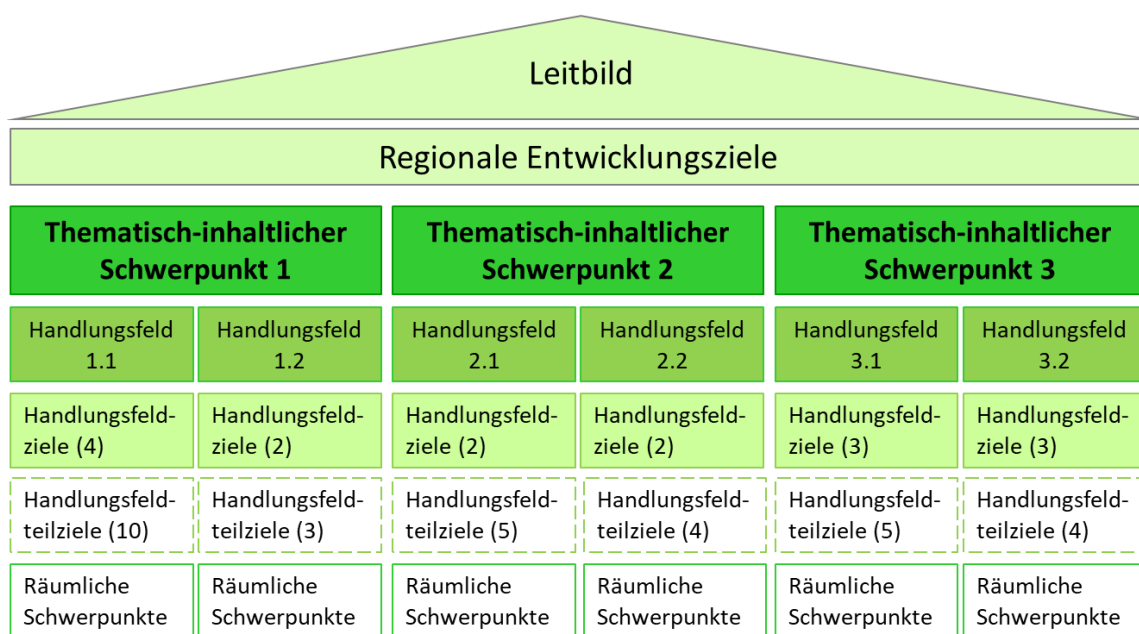 Leitbild
Regionale Entwicklungsziele
Thematisch-inhaltlicher
Schwerpunkt 1
Thematisch-inhaltlicher
Schwerpunkt 2
Thematisch-inhaltlicher
Schwerpunkt 3
Handlungsfeld
1.1
Handlungsfeld
1.2
Handlungsfeld
2.1
Handlungsfeld
2.2
Handlungsfeld
3.1
Handlungsfeld
3.2
Handlungsfeld-
ziele (4)
Handlungsfeld-
ziele (2)
Handlungsfeld-
ziele (2)
Handlungsfeld-
ziele (2)
Handlungsfeld-
ziele (3)
Handlungsfeld-
ziele (3)
Handlungsfeld-
teilziele (10)
Handlungsfeld-
teilziele (3)
Handlungsfeld-
teilziele (5)
Handlungsfeld-
teilziele (4)
Handlungsfeld-
teilziele (5)
Handlungsfeld-
teilziele (4)
Räumliche
Schwerpunkte
Räumliche
Schwerpunkte
Räumliche
Schwerpunkte
Räumliche
Schwerpunkte
Räumliche
Schwerpunkte
Räumliche
Schwerpunkte